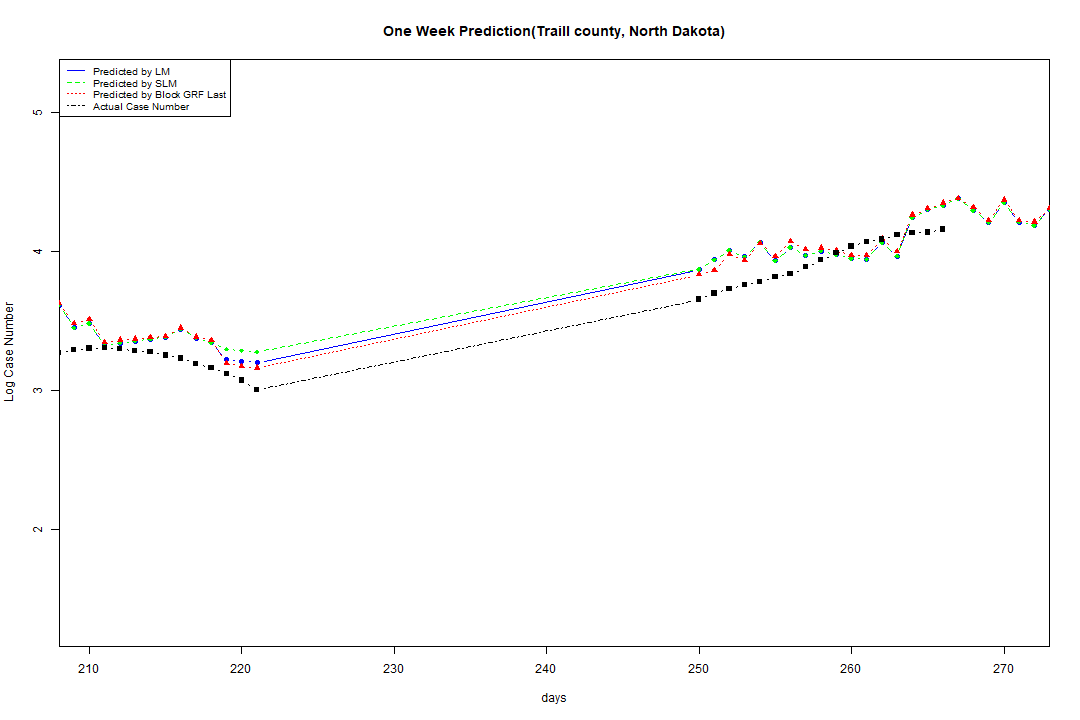 One Week Prediction(Traill county, North Dakota)
Predicted by LM
Predicted by SLM
Predicted by Block GRF Last
Actual Case Number
5
4
3
2
Log Case Number
210 220 230 240 250 260 270
days